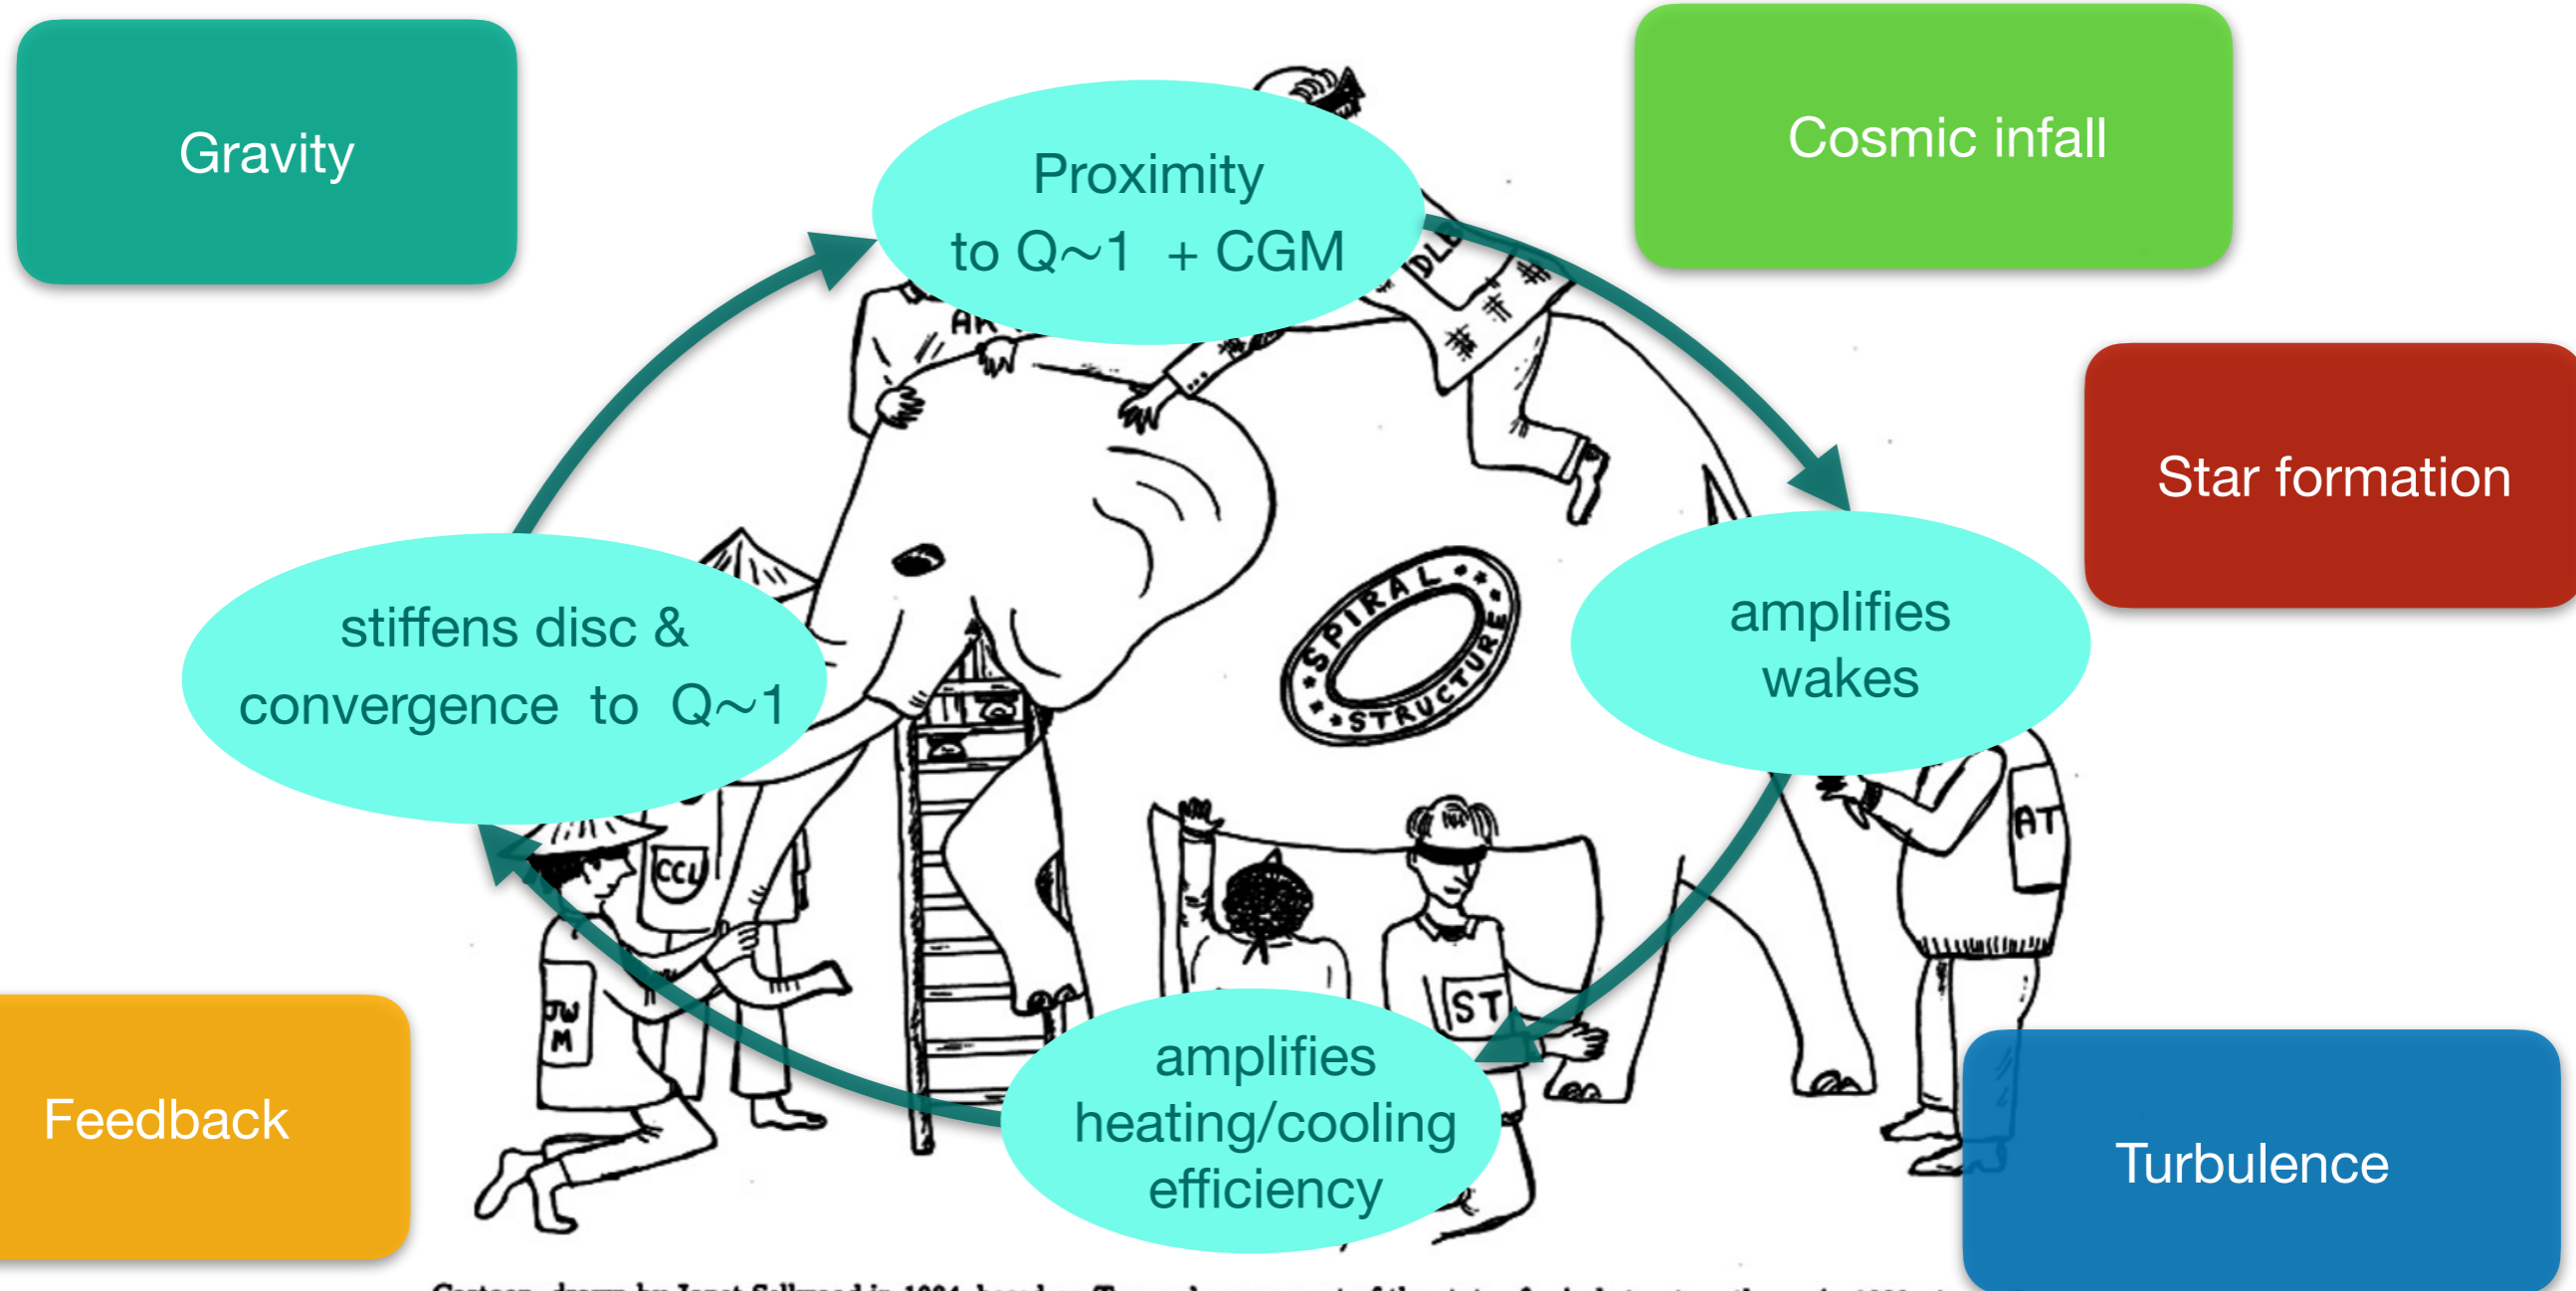 Gravity
Cosmic infall
Proximity
to Q~1 + CGM
DLB
AK
Star formation
SPIRAL
STRUCTURE
amplifies
wakes
stiffens disc &
convergence to Q~1
AT
CCL
ST
JW
M
amplifies
heating/cooling
efficiency
Feedback
Turbulence